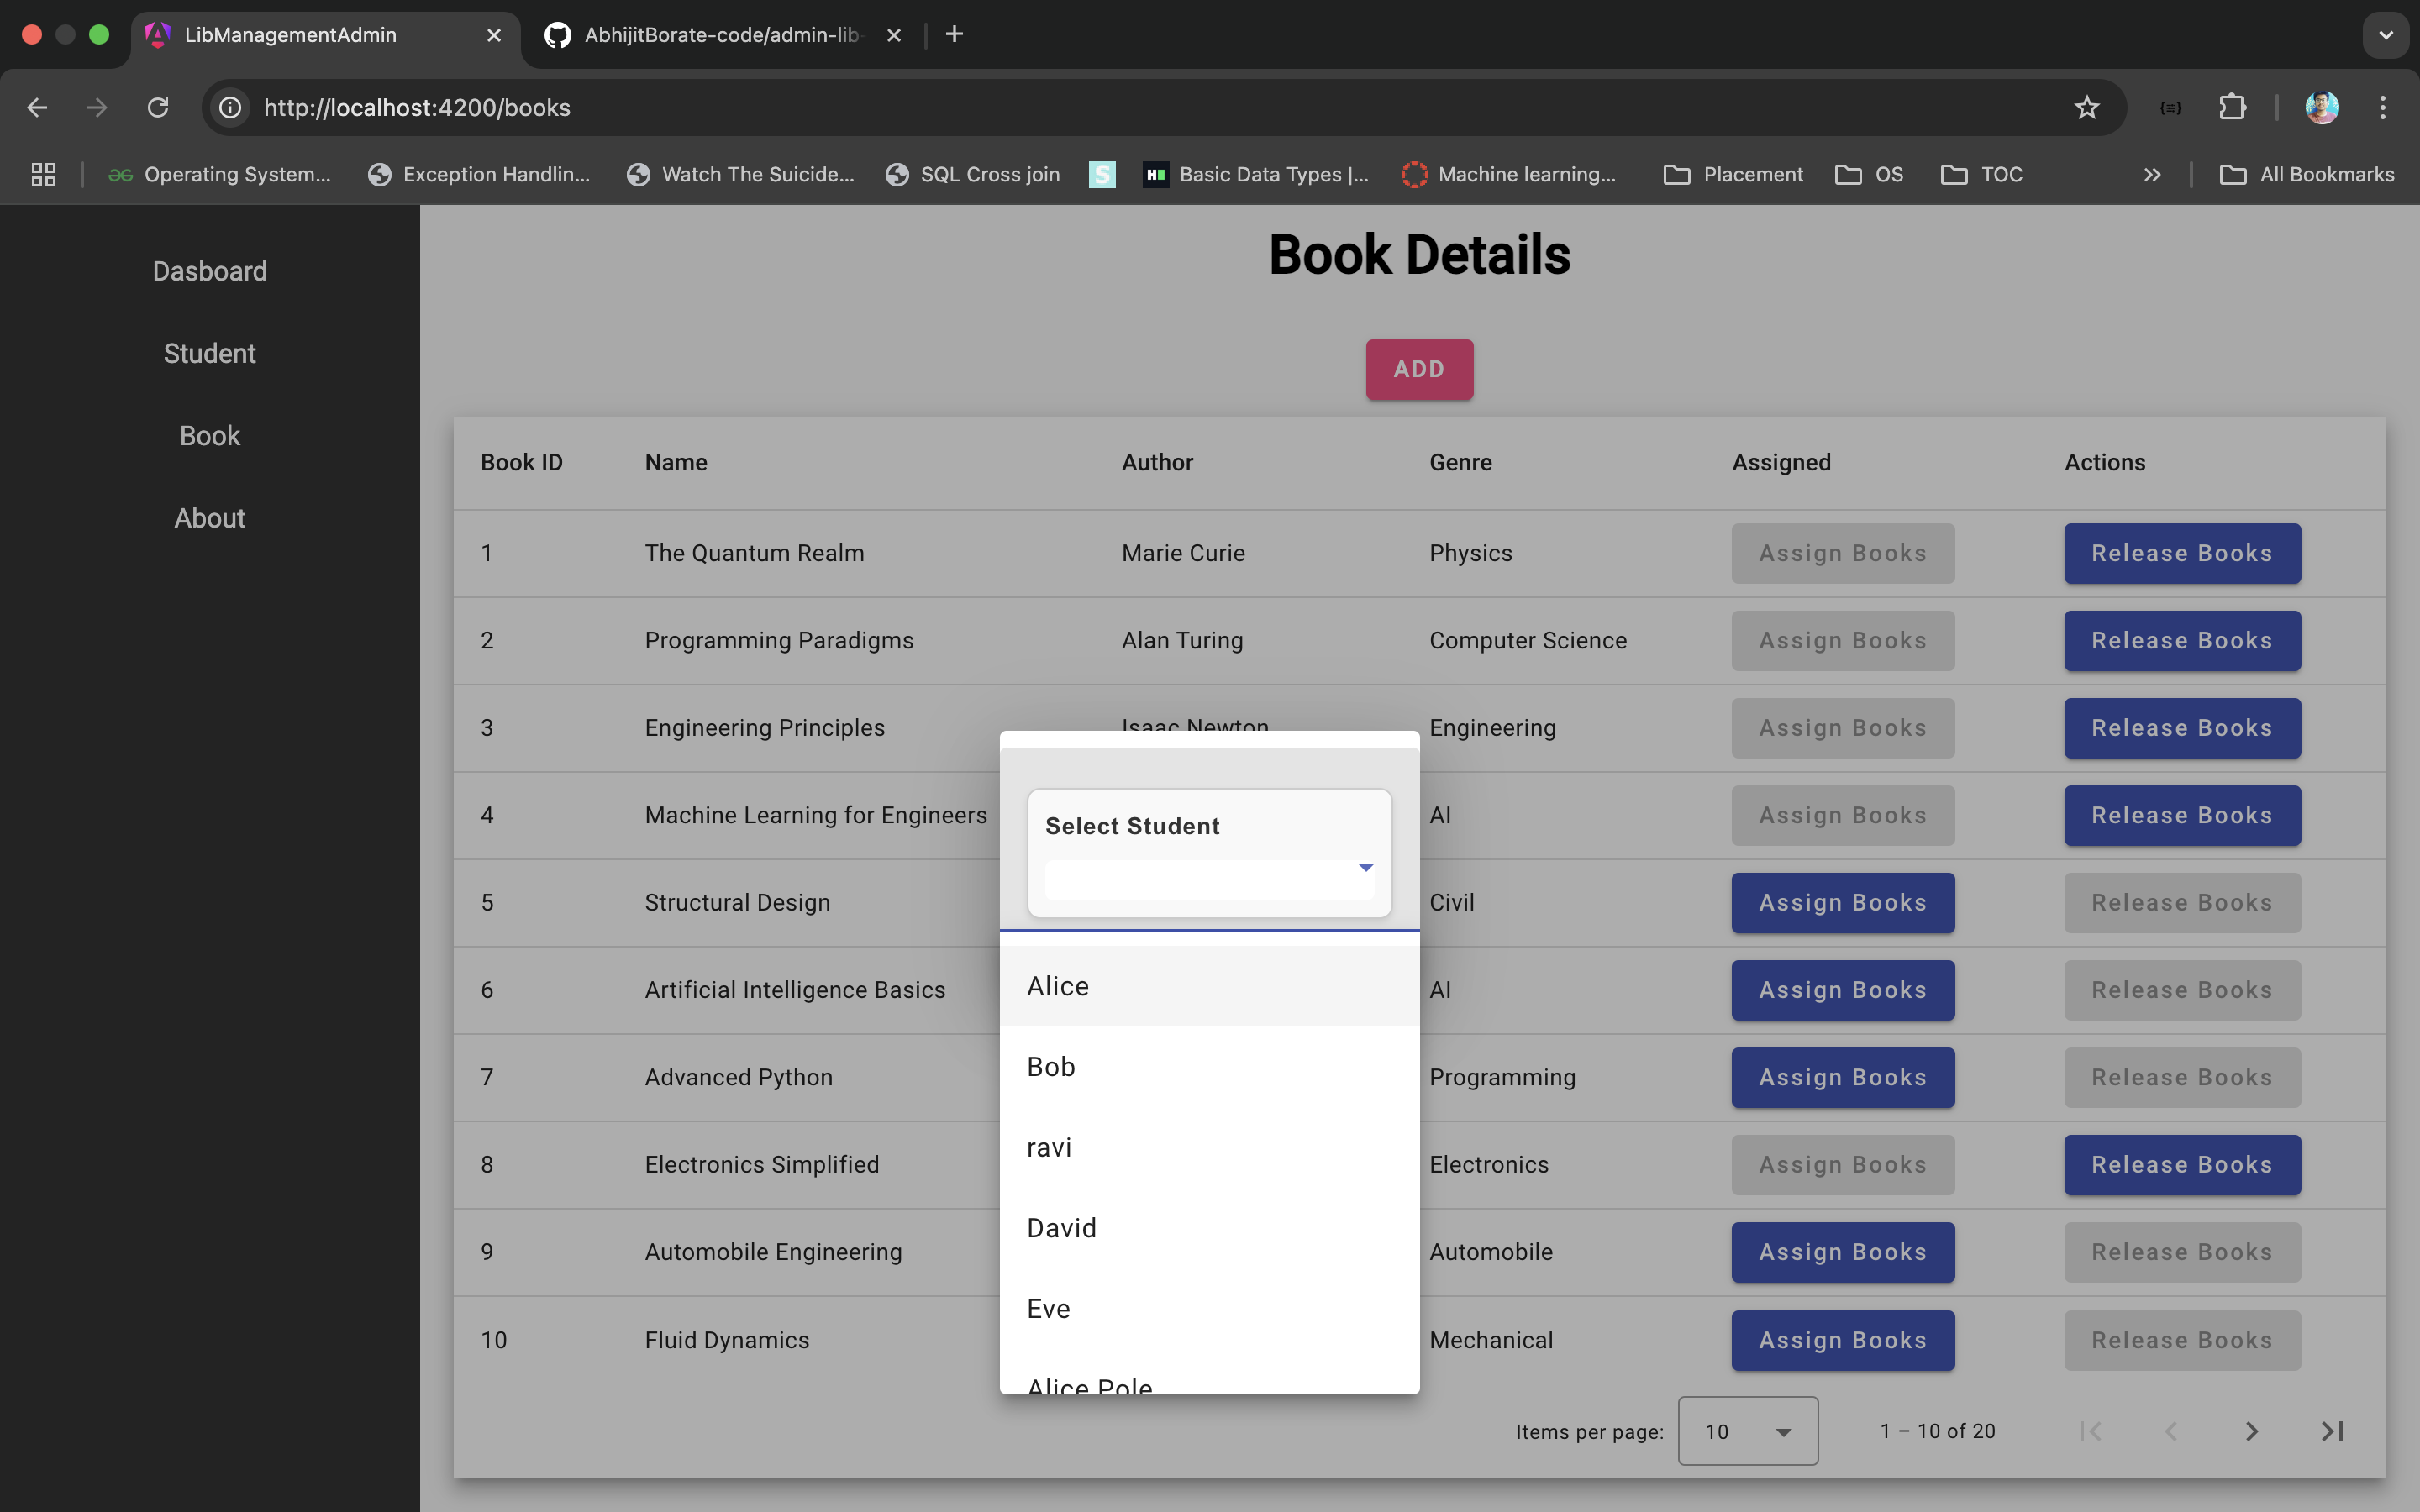 LibManagementAdmin
AbhijitBorate-code/admin-lib-
http://localhost:4200/books
Operating System...
Exception Handlin...
Watch The Suicide...
SQL Cross join
Basic Data Types |...
Machine learning...
Placement
OS
TOC
All Bookmarks
Dasboard
Student
Book
About
Book Details
ADD
Book ID Name Author Genre Assigned Actions
1 The Quantum Realm Marie Curie Physics Assign Books Release Books
2 Programming Paradigms Alan Turing Computer Science Assign Books Release Books
3 Engineering Principles Isaac Newton Engineering Assign Books Release Books
4 Machine Learning for Engineers AI Assign Books Release Books
5 Structural Design Civil Assign Books Release Books
6 Artificial Intelligence Basics AI Assign Books Release Books
7 Advanced Python Programming Assign Books Release Books
8 Electronics Simplified Electronics Assign Books Release Books
9 Automobile Engineering Automobile Assign Books Release Books
10 Fluid Dynamics Mechanical Assign Books Release Books
Select Student
Alice
Bob
ravi
David
Eve
Alice Pole
Items per page: 10 1 – 10 of 20